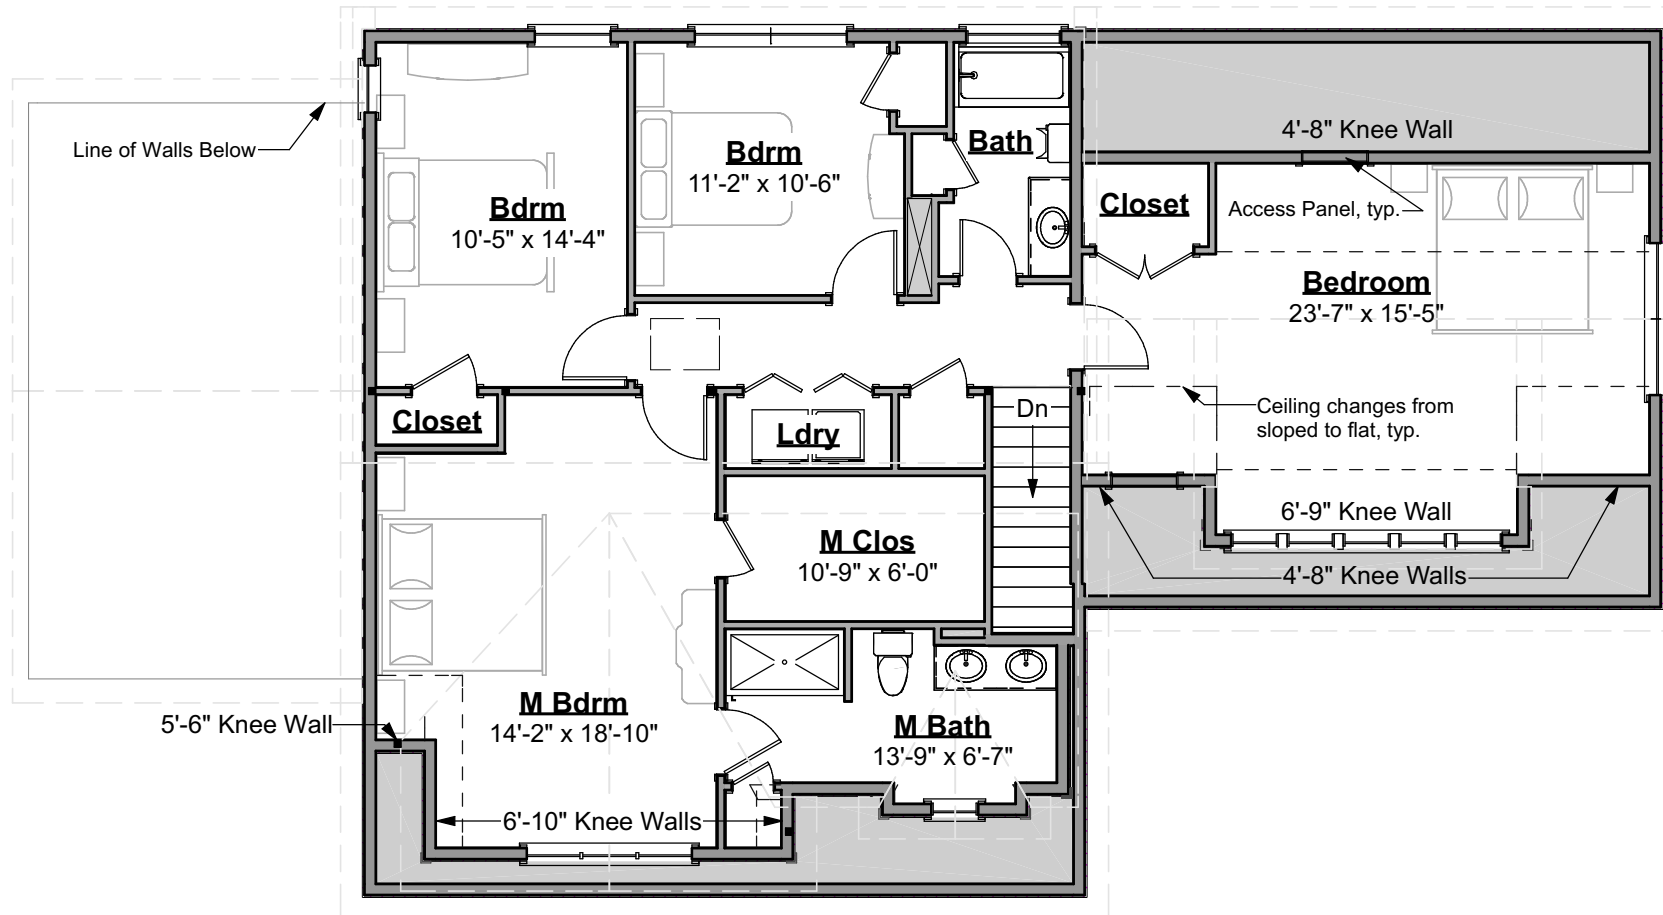 4'-8" Knee Wall
Line of Walls Below
Bdrm
11'-2" x 10'-6"
Bath
Bdrm
10'-5" x 14'-4"
Closet
Access Panel, typ.
Bedroom
23'-7" x 15'-5"
Closet
Ldry
Dn
Ceiling changes from
sloped to flat, typ.
M Clos
10'-9" x 6'-0"
6'-9" Knee Wall
4'-8" Knee Walls
5'-6" Knee Wall
M Bdrm
14'-2" x 18'-10"
M Bath
13'-9" x 6'-7"
6'-10" Knee Walls